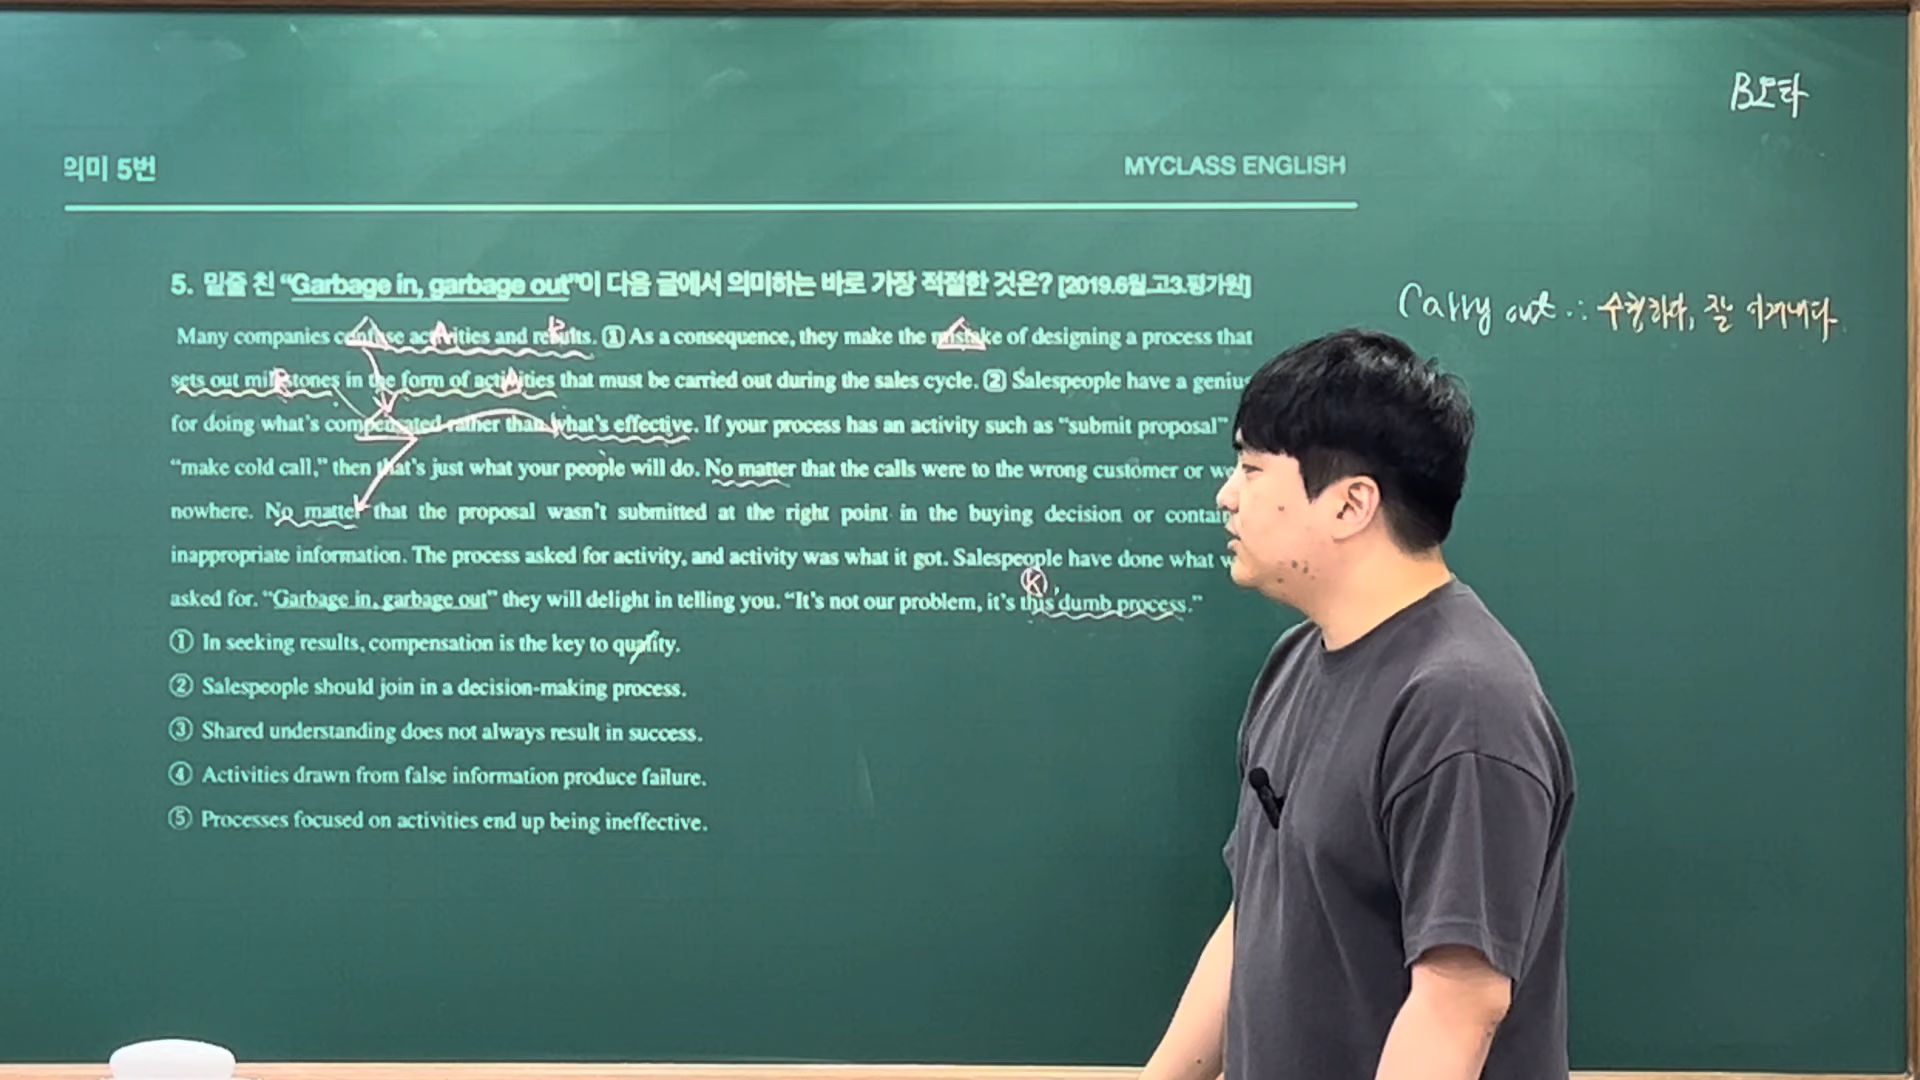 B오타
의미 5번
MYCLASS ENGLISH
5. 밑줄 친 “Garbage in, garbage out”이 다음 글에서 의미하는 바로 가장 적절한 것은? [2019.6월.고3.평가원]
Carry out : 수행하다, 잘 이겨내다
Many companies confuse activities and results. ① As a consequence, they make the mistake of designing a process that
sets out milestones in the form of activities that must be carried out during the sales cycle. ② Salespeople have a genius
for doing what’s compensated rather than what’s effective. If your process has an activity such as “submit proposal”
“make cold call,” then that’s just what your people will do. No matter that the calls were to the wrong customer or
nowhere. No matter that the proposal wasn’t submitted at the right point in the buying decision or
inappropriate information. The process asked for activity, and activity was what it got. Salespeople have done what
asked for. “Garbage in, garbage out” they will delight in telling you. “It’s not our problem, it’s this dumb process.”
① In seeking results, compensation is the key to quality.
② Salespeople should join in a decision-making process.
③ Shared understanding does not always result in success.
④ Activities drawn from false information produce failure.
⑤ Processes focused on activities end up being ineffective.
A
R
R
A
K